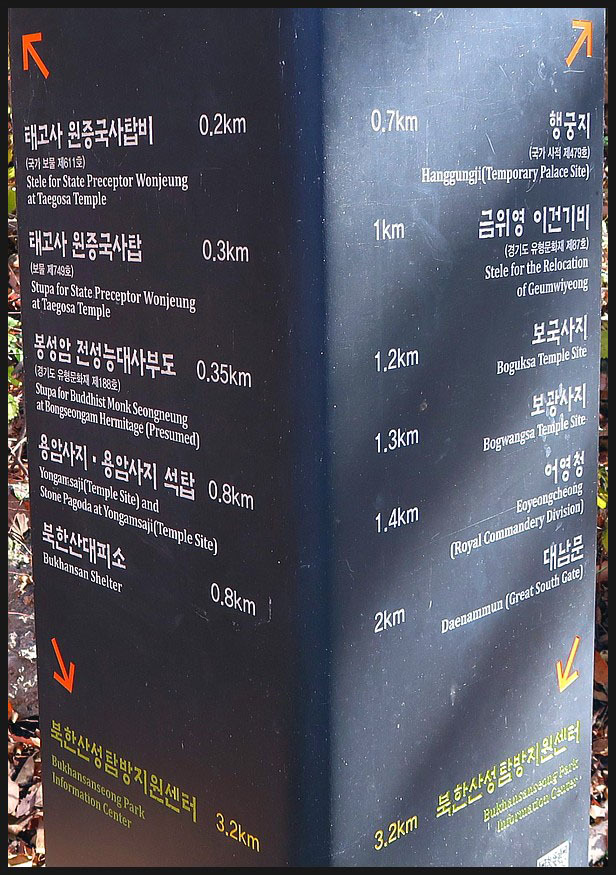 태고사 원증국사탑비 0.2km
(국가 보물 제611호)
Stele for State Preceptor Wonjeung
at Taegosa Temple
태고사 원증국사탑 0.3km
(보물 제749호)
Stupa for State Preceptor Wonjeung
at Taegosa Temple
봉성암 전성능대사부도 0.35km
(경기도 유형문화재 제188호)
Stupa for Buddhist Monk Seongneung
at Bongseongam Hermitage (Presumed)
용암사지·용암사지 석탑 0.8km
Yongamsaji(Temple Site) and
Stone Pagoda at Yongamsaji(Temple Site)
북한산대피소
Bukhansan Shelter
0.8km
북한산성탐방지원센터
Bukhansanseong Park
Information Center
3.2km
0.7km 행궁지
(국가 사적 제479호)
Hanggungji(Temporary Palace Site)
1km 금위영 이건기비
(경기도 유형문화재 제87호)
Stele for the Relocation
of Geumwiyeong
보국사지
1.2km Boguksa Temple Site
보광사지
1.3km Bogwangsa Temple Site
어영청
Eoyeongcheong
1.4km (Royal Commandery Division)
대남문
2km Daenammun (Great South Gate)
북한산성탐방지원센터
3.2km Bukhansanseong Park
Information Center